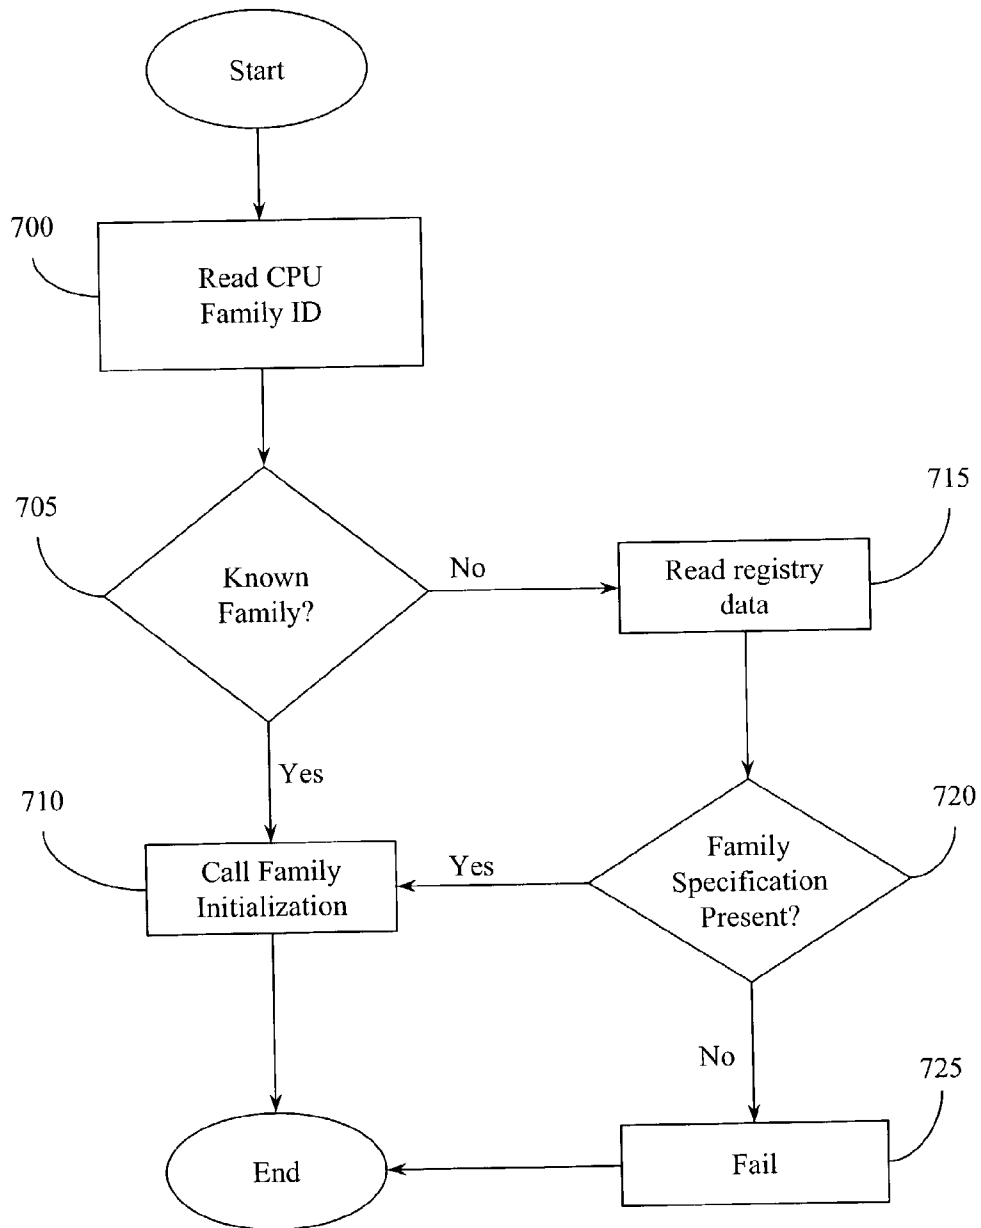 Start
700
Read CPU
Family ID
705
Known
Family?
No
715
Read registry
data
Yes
710
Call Family
Initialization
Yes
720
Family
Specification
Present?
No
725
Fail
End